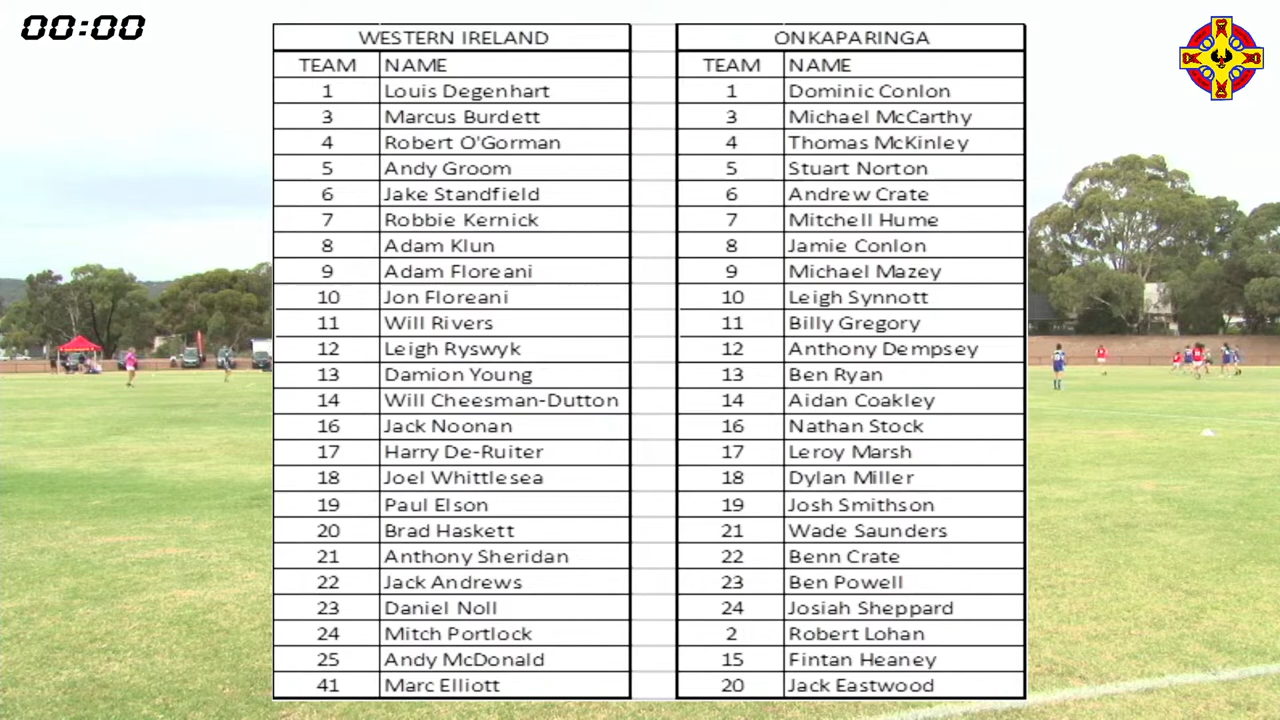 00:00
WESTERN IRELAND
TEAM NAME
1 Louis Degenhart
3 Marcus Burdett
4 Robert O'Gorman
5 Andy Groom
6 Jake Standfield
7 Robbie Kernick
8 Adam Klun
9 Adam Floreani
10 Jon Floreani
11 Will Rivers
12 Leigh Ryswyk
13 Damion Young
14 Will Cheesman-Dutton
16 Jack Noonan
17 Harry De-Ruiter
18 Joel Whittlesea
19 Paul Elson
20 Brad Haskett
21 Anthony Sheridan
22 Jack Andrews
23 Daniel Noll
24 Mitch Portlock
25 Andy McDonald
41 Marc Elliott
ONKAPARINGA
TEAM NAME
1 Dominic Conlon
3 Michael McCarthy
4 Thomas McKinley
5 Stuart Norton
6 Andrew Crate
7 Mitchell Hume
8 Jamie Conlon
9 Michael Mazey
10 Leigh Synnott
11 Billy Gregory
12 Anthony Dempsey
13 Ben Ryan
14 Aidan Coakley
16 Nathan Stock
17 Leroy Marsh
18 Dylan Miller
19 Josh Smithson
21 Wade Saunders
22 Benn Crate
23 Ben Powell
24 Josiah Sheppard
2 Robert Lohan
15 Fintan Heaney
20 Jack Eastwood